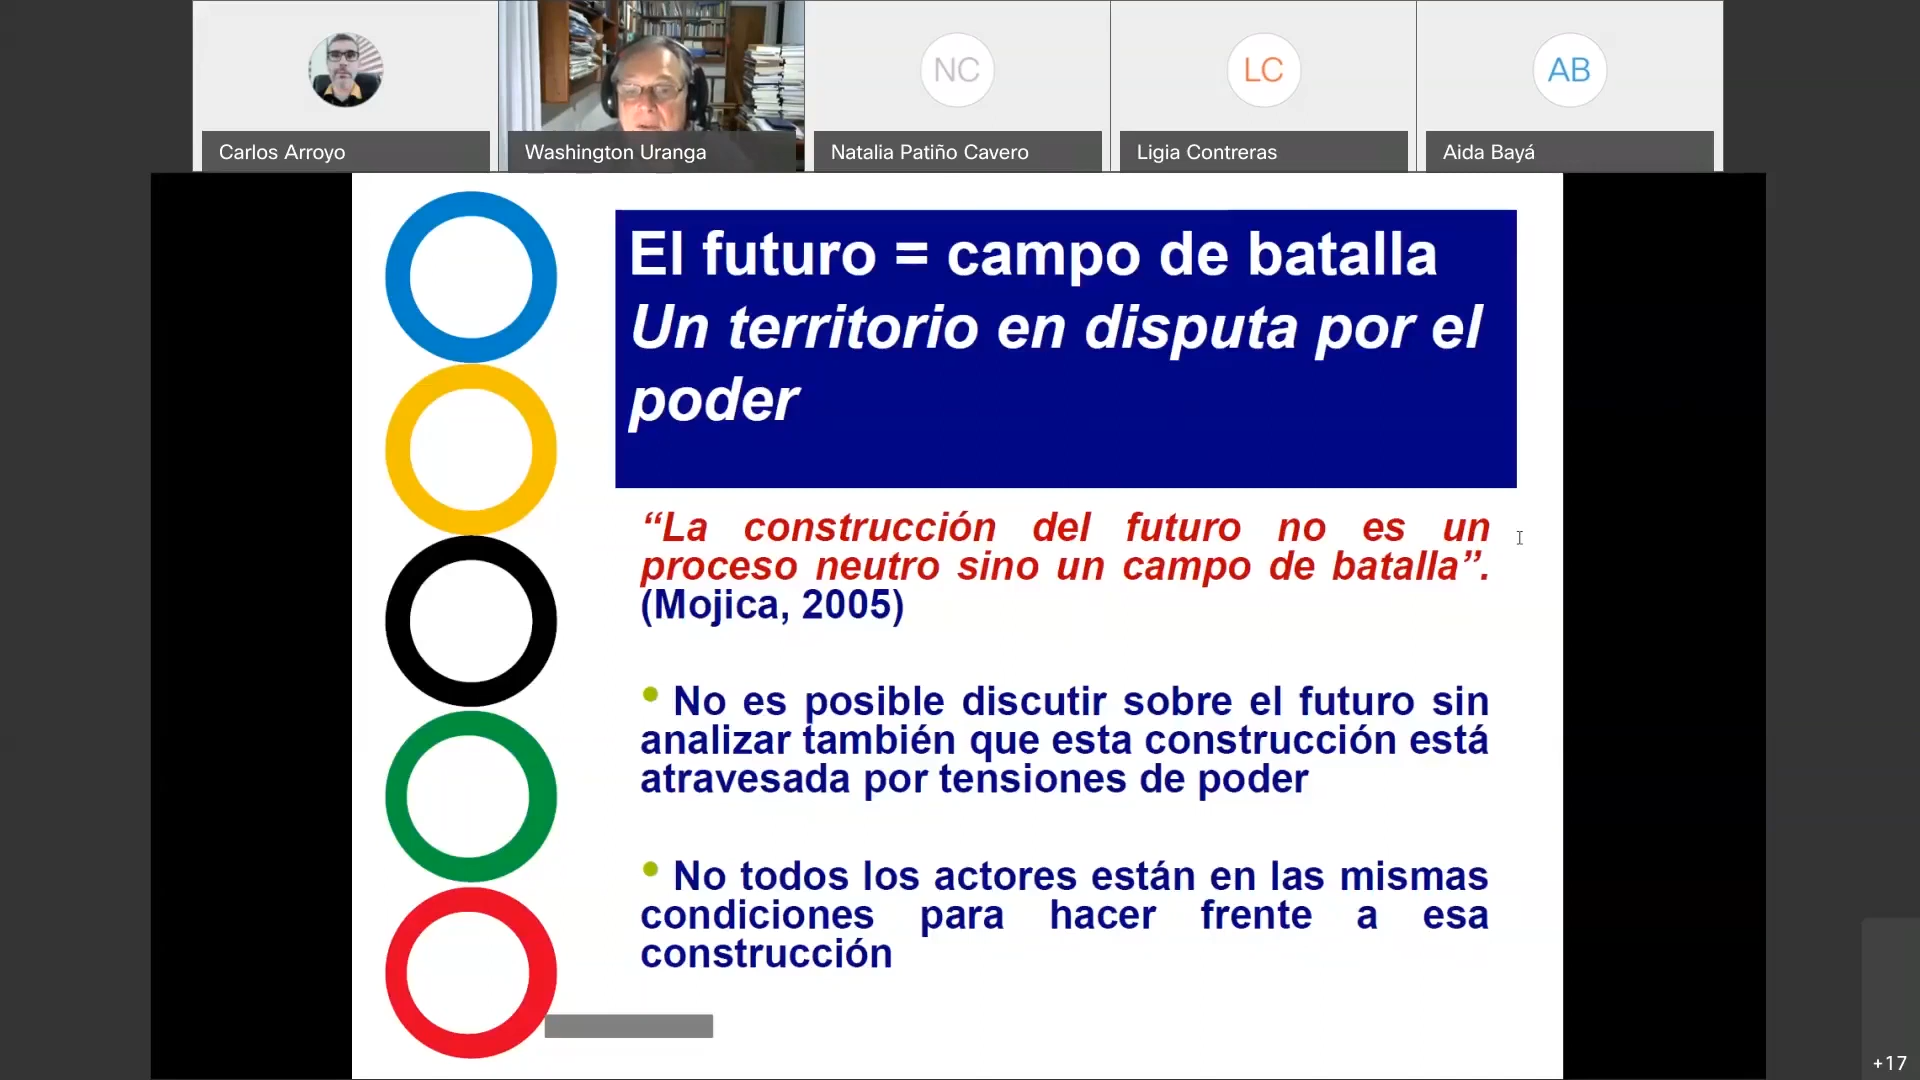 NC
LC
AB
Carlos Arroyo
Washington Uranga
Natalia Patiño Cavero
Ligia Contreras
Aida Bayá
El futuro = campo de batalla
Un territorio en disputa por el
poder
“La construcción del futuro no es un
proceso neutro sino un campo de batalla”.
(Mojica, 2005)
• No es posible discutir sobre el futuro sin
analizar también que esta construcción está
atravesada por tensiones de poder
• No todos los actores están en las mismas
condiciones para hacer frente a esa
construcción
+17